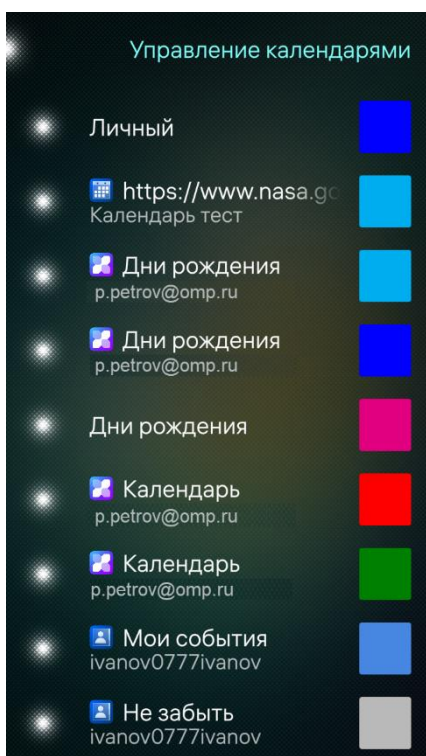 Управление календарями
Личный
https://www.nasa.go
Календарь тест
Дни рождения
p.petrov@omp.ru
Дни рождения
p.petrov@omp.ru
Дни рождения
Календарь
p.petrov@omp.ru
Календарь
p.petrov@omp.ru
Мои события
ivanov0777ivanov
Не забыть
ivanov0777ivanov